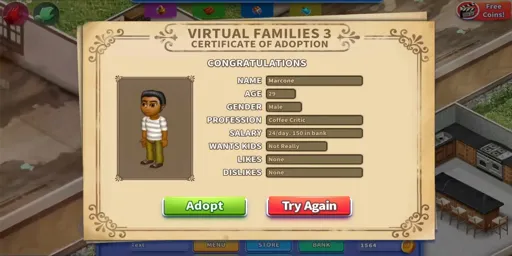 Free
Coins!
VIRTUAL FAMILIES 3
CERTIFICATE OF ADOPTION
CONGRATULATIONS
NAME Marcone
AGE 29
GENDER Male
PROFESSION Coffee Critic
SALARY 24/day: 150 in bank
WANTS KIDS Not Really
LIKES None
DISLIKES None
Adopt
Try Again
MENU
STORE
BANK
1564